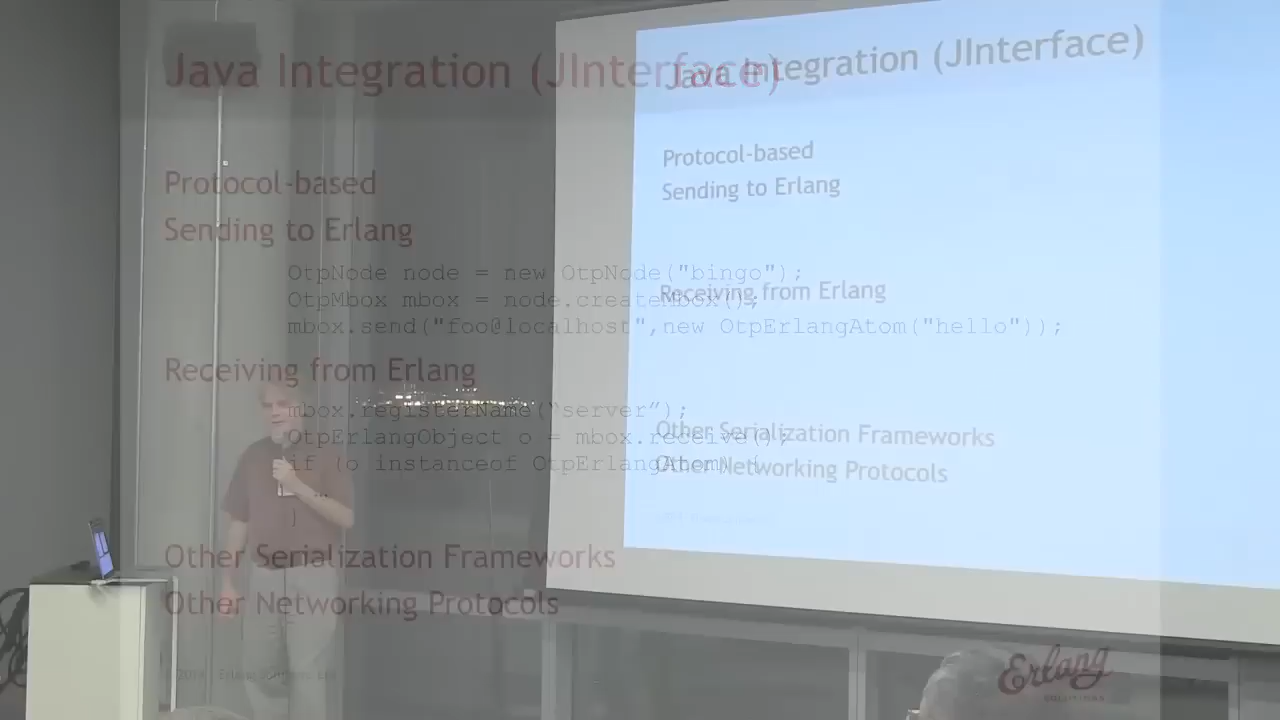 Java Integration (JInterface)
Protocol-based
Sending to Erlang
OtpNode node = new OtpNode("bingo");
OtpMbox mbox = node.createMbox();
mbox.send("foo@localhost",new OtpErlangAtom("hello"));
Receiving from Erlang
mbox.registerName(“server”);
OtpErlangObject o = mbox.receive();
if (o instanceof OtpErlangAtom) {
...
Other Serialization Frameworks
Other Networking Protocols
Erlang
SOLUTIONS
Java Integration (JInterface)
Protocol-based
Sending to Erlang
Receiving from Erlang
Other Serialization Frameworks
Other Networking Protocols